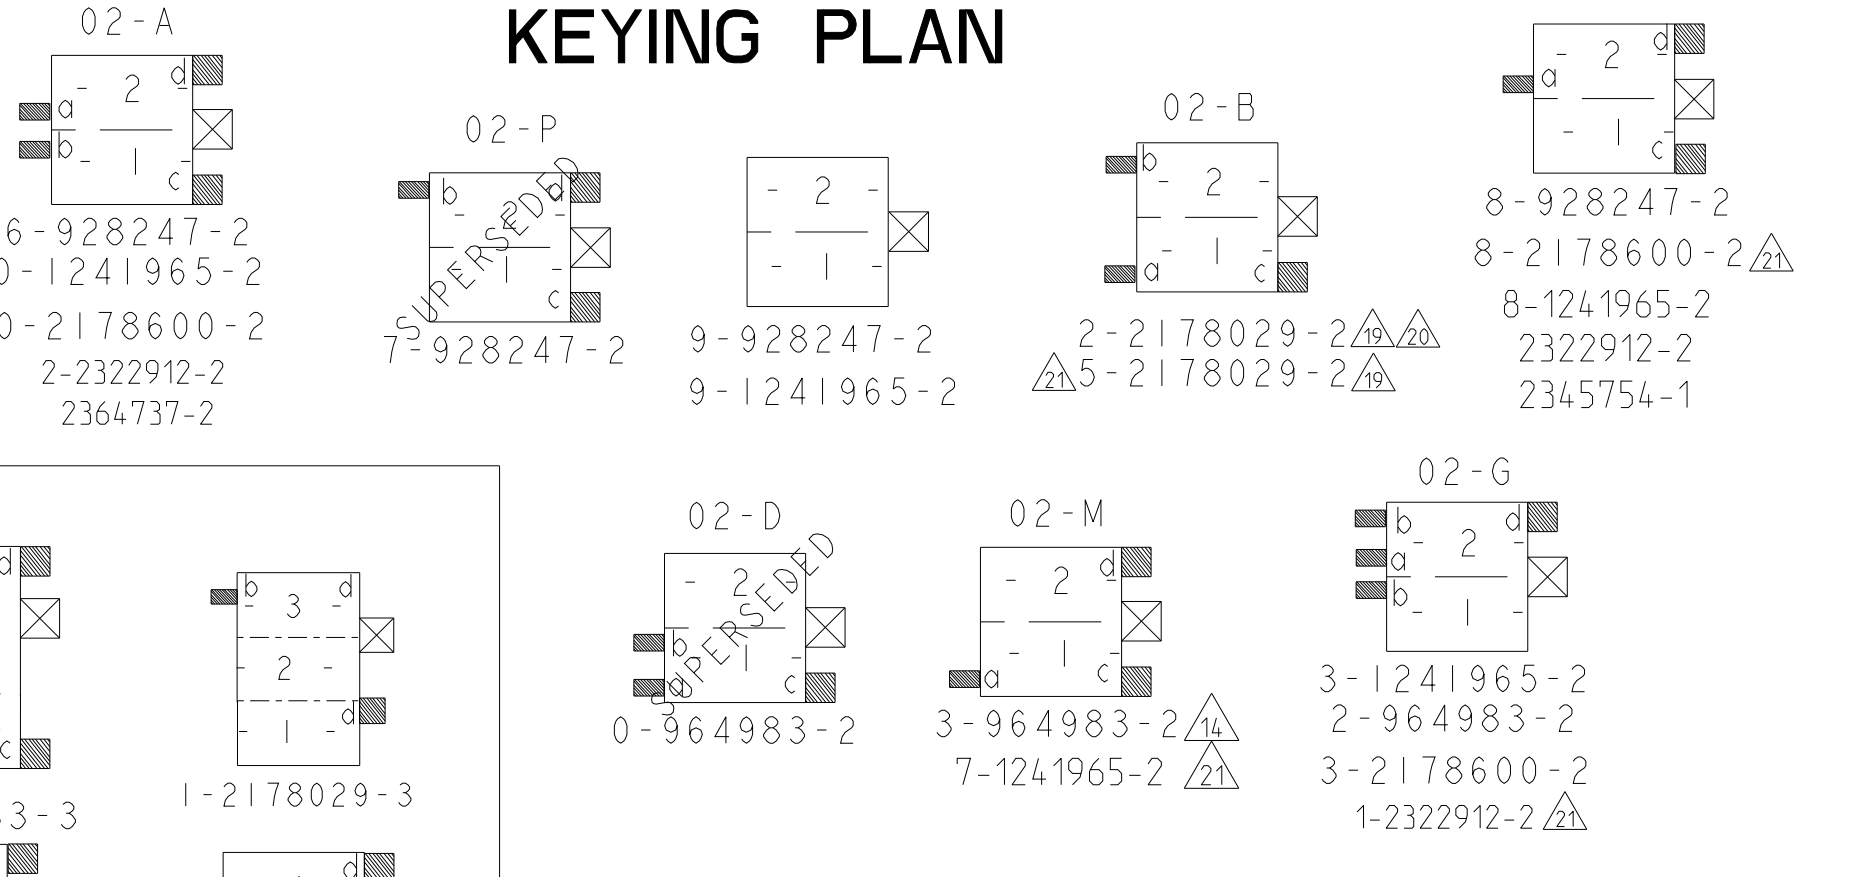 KEYING PLAN
02-A
d
2
a
b
1
c
6-928247-2
0-1241965-2
0-2178600-2
2-2322912-2
2364737-2
02-P
b
d
2
1
c
SUPERSEDED
7-928247-2
2
1
9-928247-2
9-1241965-2
02-B
b
2
1
a
c
2-2178029-2 19 20
21 5-2178029-2 19
d
2
a
1
c
8-928247-2
8-2178600-2 21
8-1241965-2
2322912-2
2345754-1
d
c
3-3
b
d
3
2
d
1
1-2178029-3
d
02-D
2
b
1
a
c
SUPERSEDED
0-964983-2
02-M
d
2
1
a
c
3-964983-2 14
7-1241965-2 21
02-G
b
d
2
a
b
1
3-1241965-2
2-964983-2
3-2178600-2
1-2322912-2 21